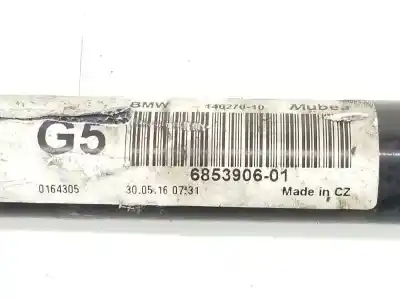 BMW 140270-10 Mubea
G5
6853906-01
0164305 30.05.16 07:31 Made in CZ